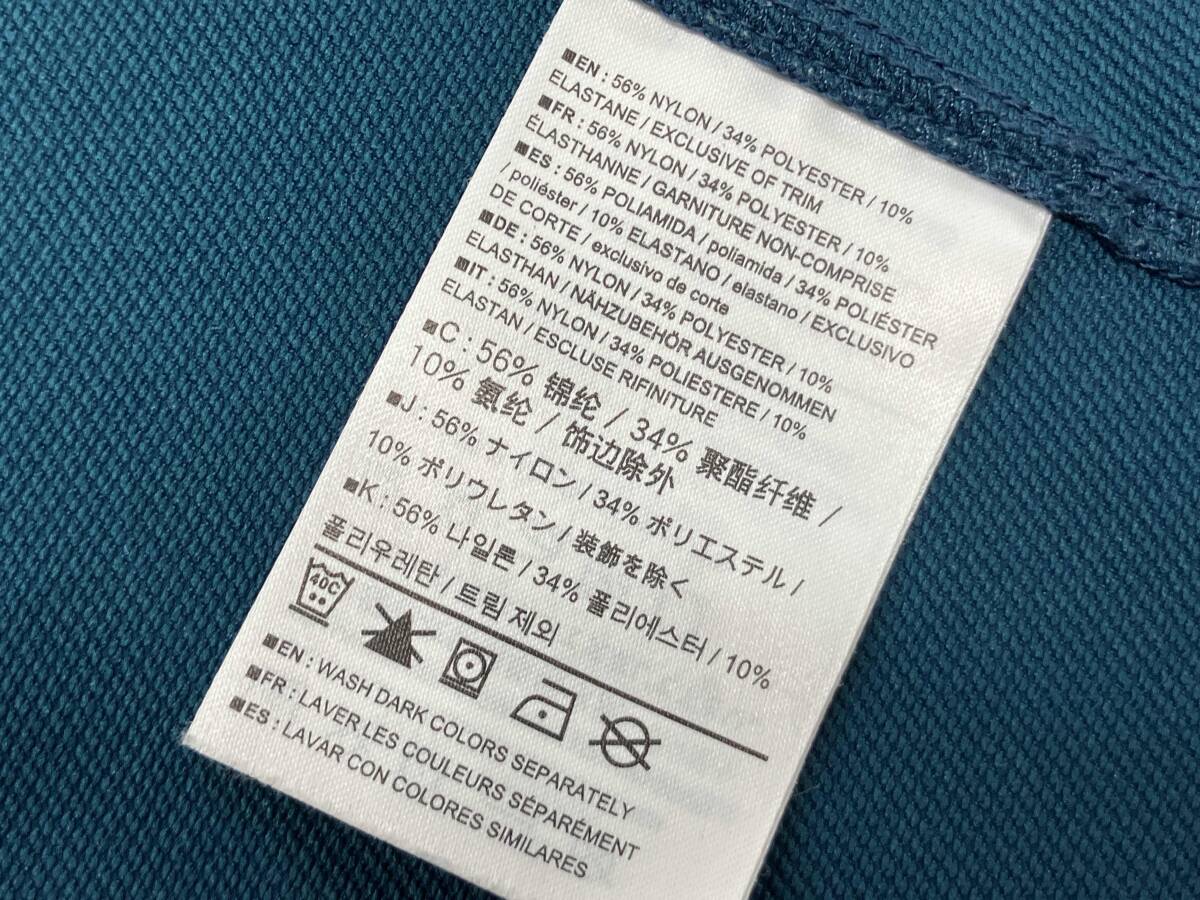 ■EN : 56% NYLON / 34% POLYESTER / 10%
ELASTANE / EXCLUSIVE OF TRIM
■FR : 56% NYLON / 34% POLYESTER / 10%
ÉLASTHANNE / GARNITURE NON-COMPRISE
■ES : 56% POLIAMIDA / poliamida / 34% POLIÉSTER
/ poliéster / 10% ELASTANO / elastano / EXCLUSIVO
DE CORTE / exclusivo de corte
■DE : 56% NYLON / 34% POLYESTER / 10%
ELASTHAN / NÄHZUBEHÖR AUSGENOMMEN
■IT : 56% NYLON / 34% POLIESTERE / 10%
ELASTAN / ESCLUSE RIFINITURE
■C : 56% 锦纶 / 34% 聚酯纤维 /
10% 氨纶 / 饰边除外
■J : 56% ナイロン / 34% ポリエステル /
10% ポリウレタン / 装飾を除く
■K : 56% 나일론 / 34% 폴리에스터 / 10%
폴리우레탄 / 트림 제외
40C
■EN : WASH DARK COLORS SEPARATELY
■FR : LAVER LES COULEURS SÉPARÉMENT
■ES : LAVAR CON COLORES SIMILARES